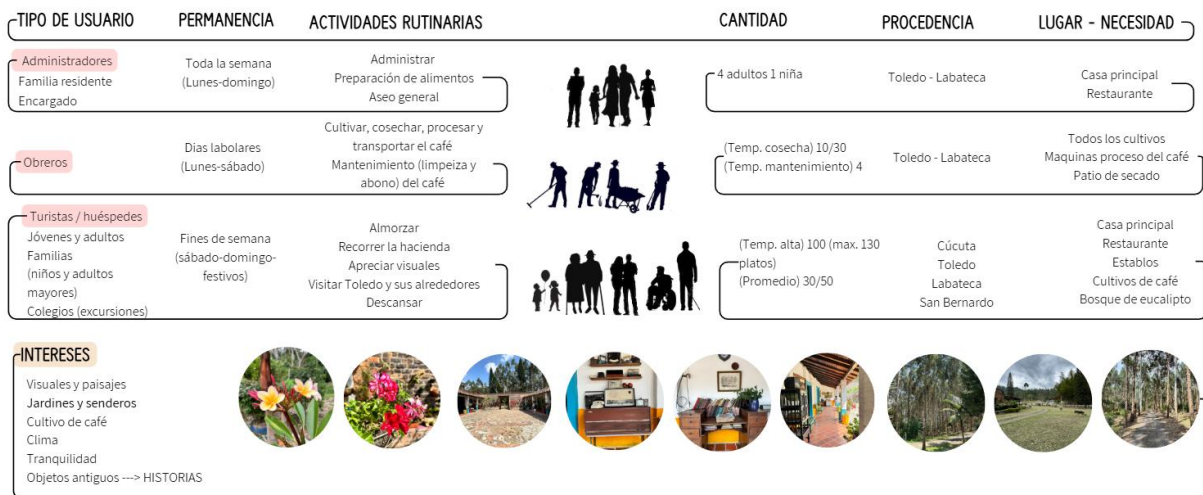 TIPO DE USUARIO
PERMANENCIA
ACTIVIDADES RUTINARIAS
CANTIDAD
PROCEDENCIA
LUGAR - NECESIDAD
Administradores
Familia residente
Encargado
Toda la semana
(Lunes-domingo)
Administrar
Preparación de alimentos
Aseo general
4 adultos 1 niña
Toledo - Labateca
Casa principal
Restaurante
Obreros
Dias labolares
(Lunes-sábado)
Cultivar, cosechar, procesar y
transportar el café
Mantenimiento (limpeiza y
abono) del café
(Temp. cosecha) 10/30
(Temp. mantenimiento) 4
Toledo - Labateca
Todos los cultivos
Maquinas proceso del café
Patio de secado
Turistas / huéspedes
Jóvenes y adultos
Familias
(niños y adultos
mayores)
Colegios (excursiones)
Fines de semana
(sábado-domingo-
festivos)
Almorzar
Recorrer la hacienda
Apreciar visuales
Visitar Toledo y sus alrededores
Descansar
(Temp. alta) 100 (max. 130
platos)
(Promedio) 30/50
Cúcuta
Toledo
Labateca
San Bernardo
Casa principal
Restaurante
Establos
Cultivos de café
Bosque de eucalipto
INTERESES
Visuales y paisajes
Jardines y senderos
Cultivo de café
Clima
Tranquilidad
Objetos antiguos ---> HISTORIAS